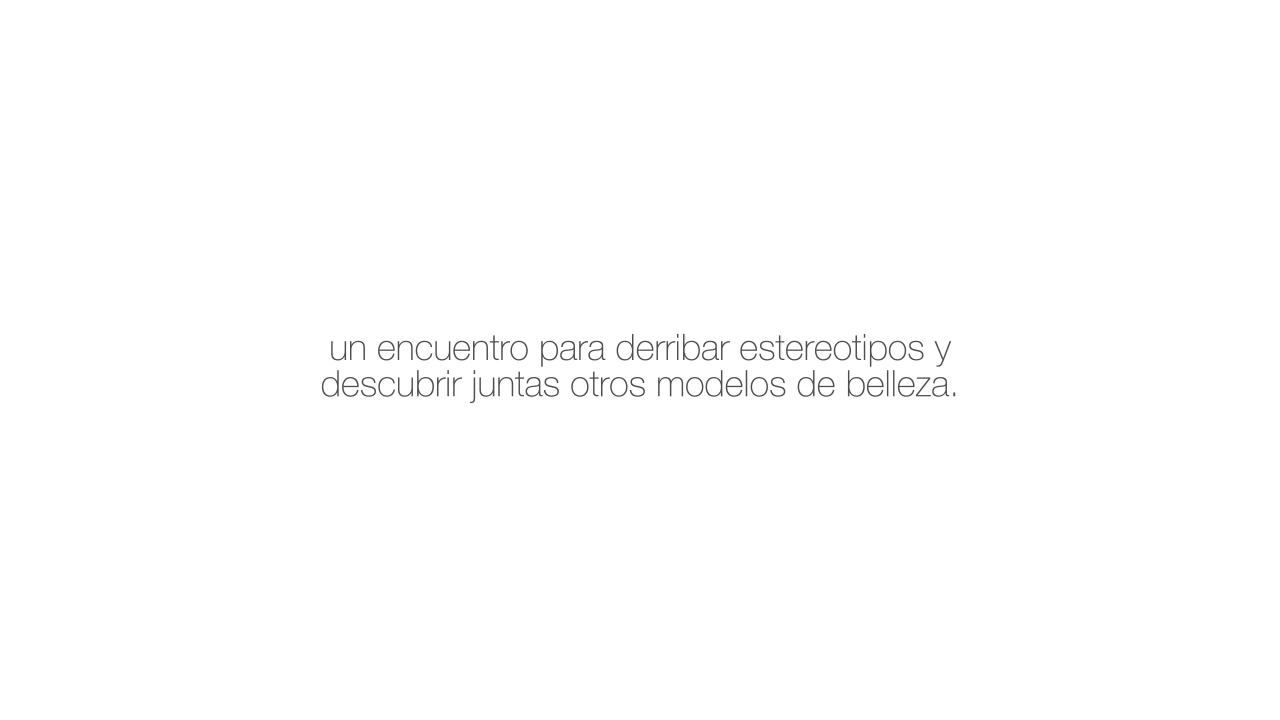 un encuentro para derribar estereotipos y
descubrir juntas otros modelos de belleza.